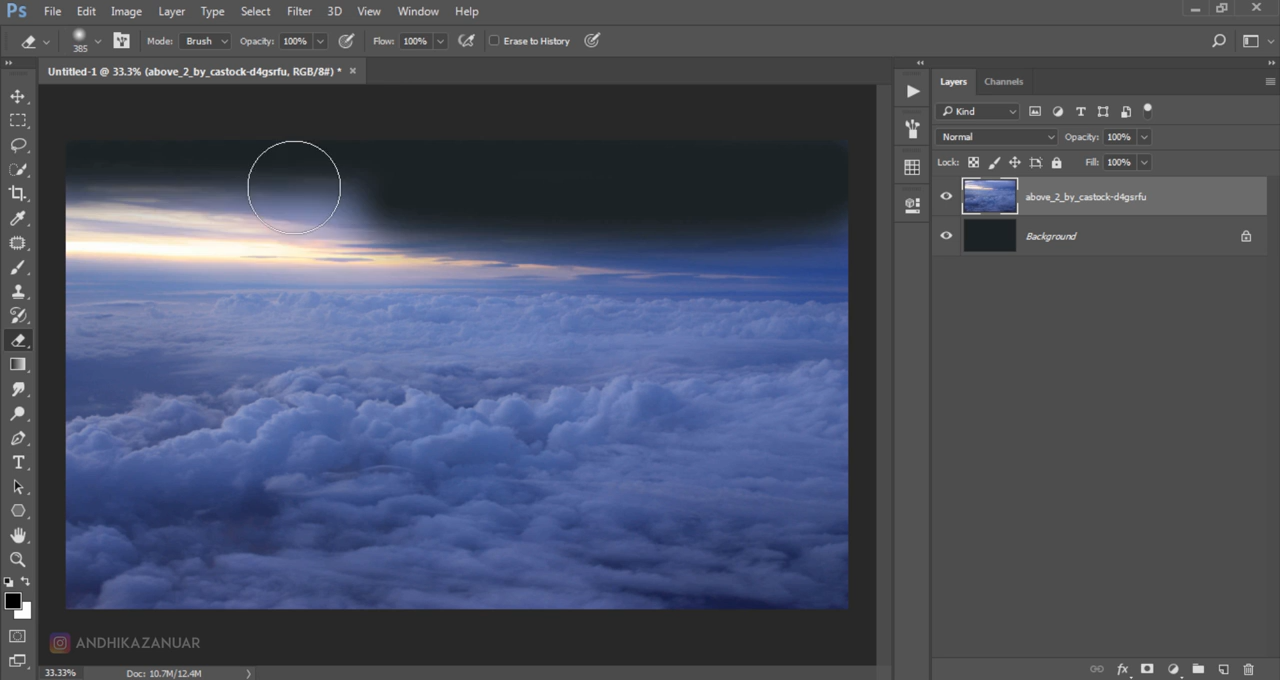 Ps File Edit Image Layer Type Select Filter 3D View Window Help
385 Mode: Brush Opacity: 100% Flow: 100% Erase to History
Untitled-1 @ 33.3% (above_2_by_castock-d4gsrfu, RGB/8#) *
Layers Channels
Kind
Normal Opacity: 100%
Lock: Fill: 100%
above_2_by_castock-d4gsrfu
Background
ANDHIKAZANUAR
33.33% Doc: 10.7M/12.4M
fx